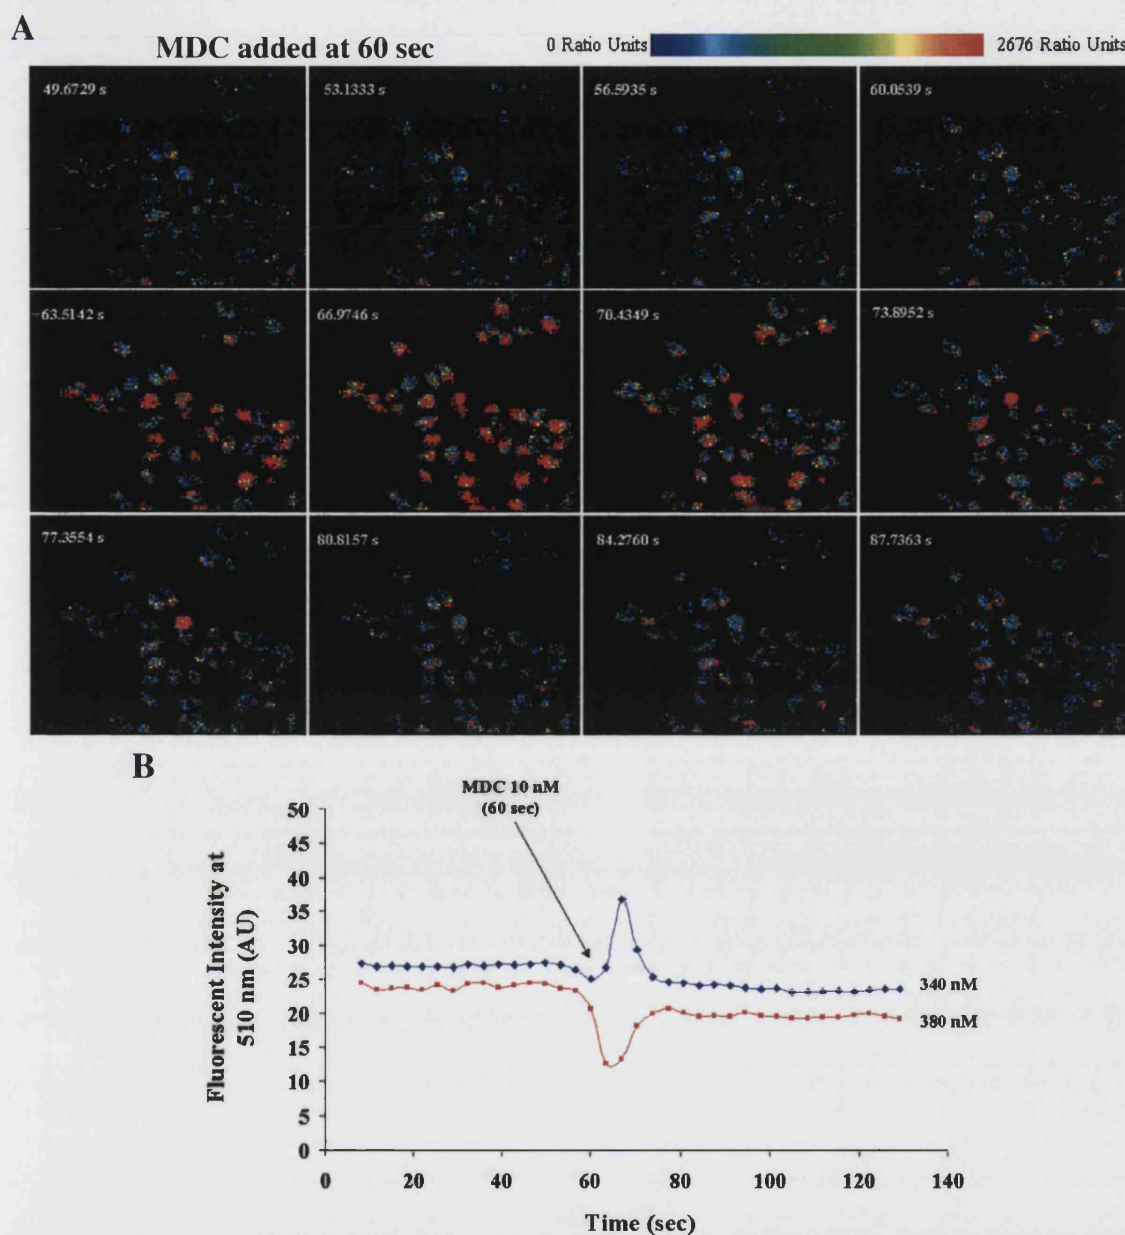 A
MDC added at 60 sec
0 Ratio Units
2676 Ratio Units
49.6729 s
53.1333 s
56.5935 s
60.0539 s
63.5142 s
66.9746 s
70.4349 s
73.8952 s
77.3554 s
80.8157 s
84.2760 s
87.7363 s
B
MDC 10 nM
(60 sec)
Fluorescent Intensity at
510 nm (AU)
50
45
40
35
30
25
20
15
10
5
0
340 nM
380 nM
0
20
40
60
80
100
120
140
Time (sec)